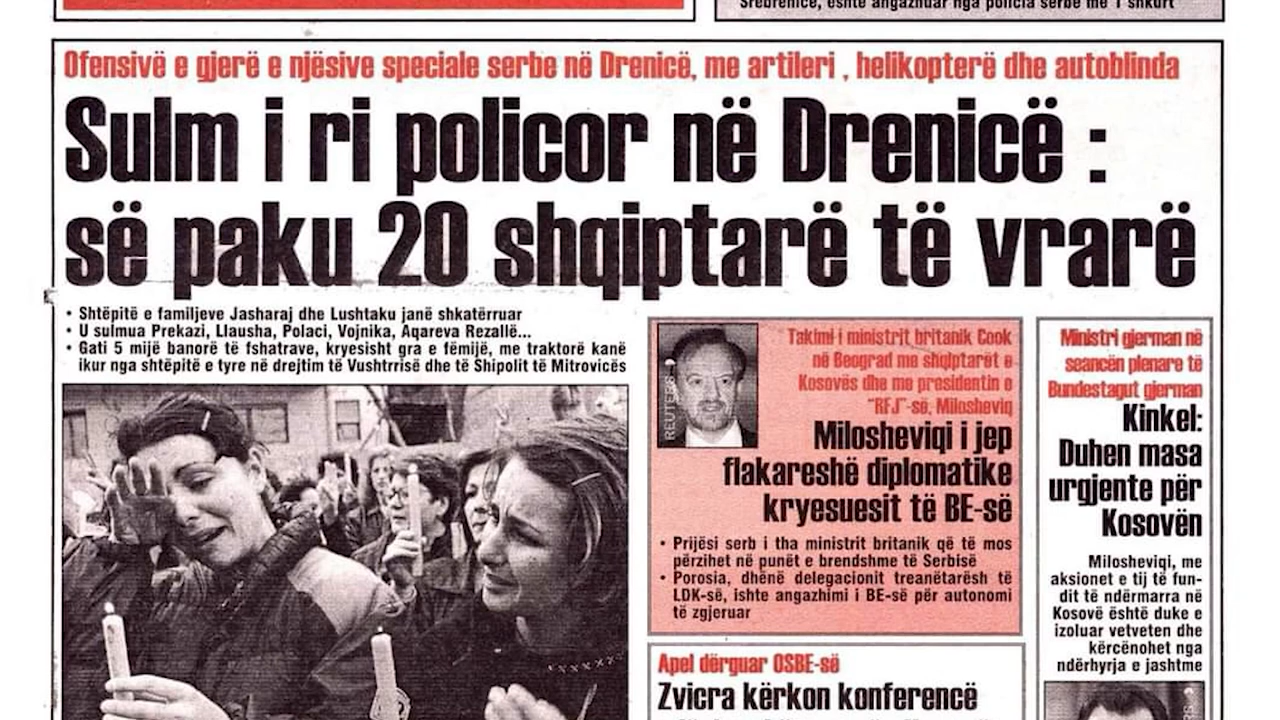 Srebrenicë, është angazhuar nga policia serbe më 1 shkurt
Ofensivë e gjerë e njësive speciale serbe në Drenicë, me artileri , helikopterë dhe autoblinda
Sulm i ri policor në Drenicë :
së paku 20 shqiptarë të vrarë
• Shtëpitë e familjeve Jasharaj dhe Lushtaku janë shkatërruar
• U sulmua Prekazi, Llausha, Polaci, Vojnika, Aqareva Rezallë...
• Gati 5 mijë banorë të fshatrave, kryesisht gra e fëmijë, me traktorë kanë
ikur nga shtëpitë e tyre në drejtim të Vushtrrisë dhe të Shipolit të Mitrovicës
REUTERS
Takimi i ministrit britanik Cook
në Beograd me shqiptarët e
Kosovës dhe me presidentin e
"RFJ"-së, Milosheviq
Milosheviqi i jep
flakareshë diplomatike
kryesuesit të BE-së
• Prijësi serb i tha ministrit britanik që të mos
përzihet në punët e brendshme të Serbisë
• Porosia, dhënë delegacionit treanëtarësh të
LDK-së, ishte angazhimi i BE-së për autonomi
të zgjeruar
Apel dërguar OSBE-së
Zvicra kërkon konferencë
Ministri gjerman në
seancën plenare të
Bundestagut gjerman
Kinkel:
Duhen masa
urgjente për
Kosovën
Milosheviqi, me
aksionet e tij të fun-
dit të ndërmarra në
Kosovë është duke e
izoluar vetveten dhe
kërcënohet nga
ndërhyrja e jashtme